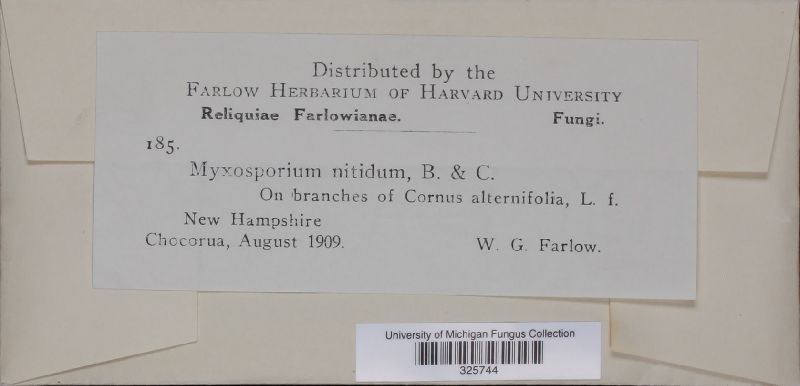 Distributed by the
FARLOW HERBARIUM OF HARVARD UNIVERSITY
Reliquiae Farlowianae. Fungi.
185.
Myxosporium nitidum, B. & C.
On branches of Cornus alternifolia, L. f.
New Hampshire
Chocorua, August 1909. W. G. Farlow.
University of Michigan Fungus Collection
325744